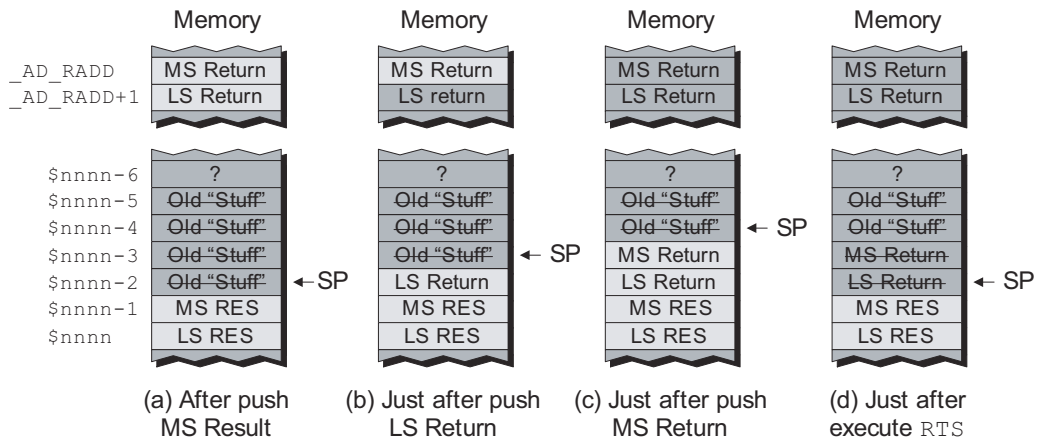 Memory Memory Memory Memory
_AD_RADD MS Return MS Return MS Return MS Return
_AD_RADD+1 LS Return LS return LS Return LS Return
$nnnn-6 ? ? ? ?
$nnnn-5 Old “Stuff” Old “Stuff” Old “Stuff” Old “Stuff”
$nnnn-4 Old “Stuff” Old “Stuff” Old “Stuff” ← SP Old “Stuff”
$nnnn-3 Old “Stuff” Old “Stuff” ← SP MS Return MS Return
$nnnn-2 Old “Stuff” ← SP LS Return LS Return LS Return ← SP
$nnnn-1 MS RES MS RES MS RES MS RES
$nnnn LS RES LS RES LS RES LS RES
(a) After push (b) Just after push (c) Just after push (d) Just after
MS Result LS Return MS Return execute RTS